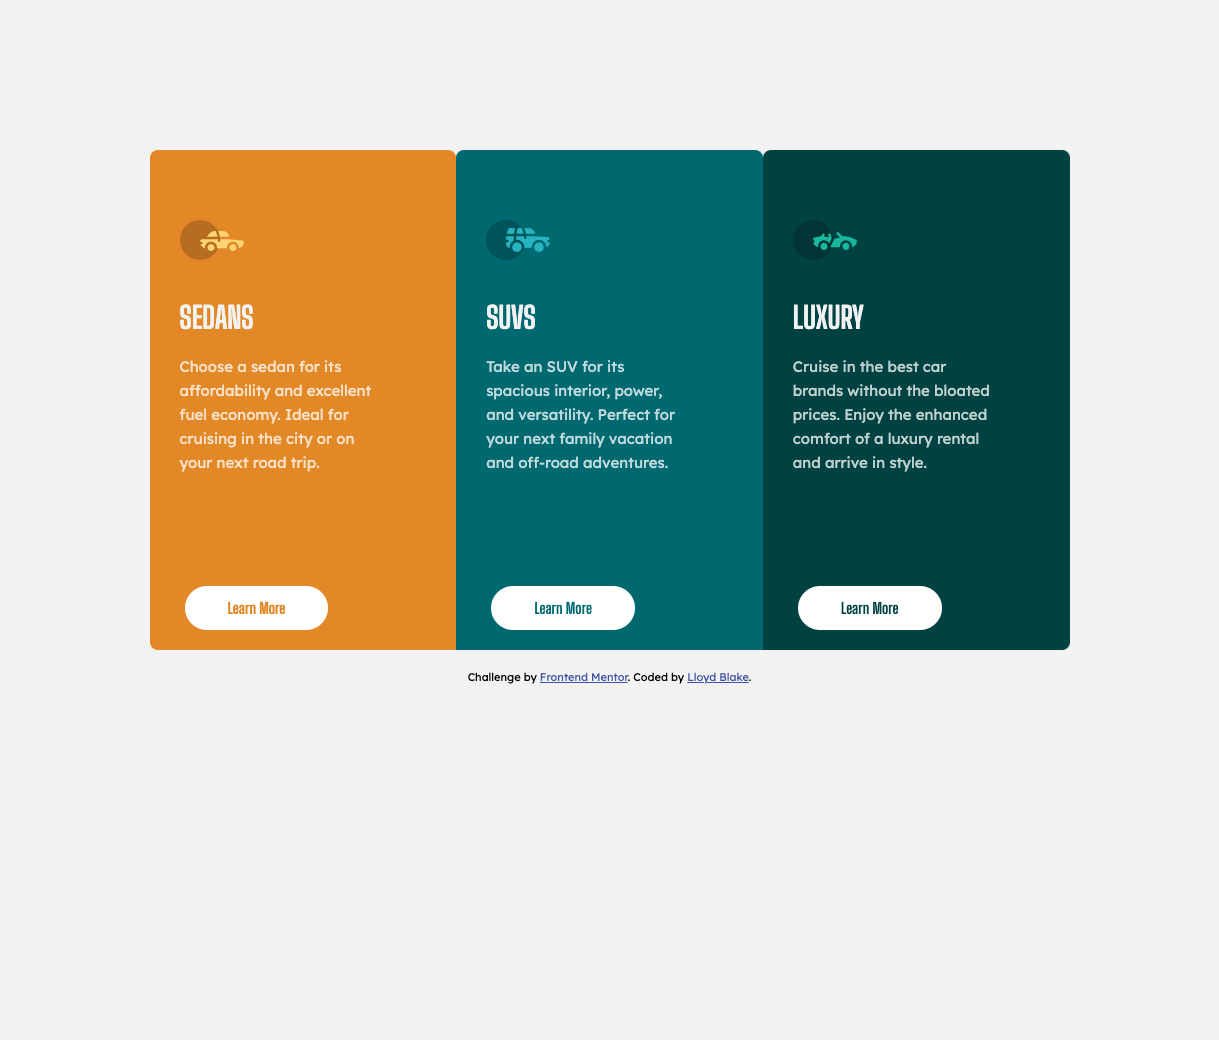 SEDANS
Choose a sedan for its
affordability and excellent
fuel economy. Ideal for
cruising in the city or on
your next road trip.
Learn More
SUVS
Take an SUV for its
spacious interior, power,
and versatility. Perfect for
your next family vacation
and off-road adventures.
Learn More
LUXURY
Cruise in the best car
brands without the bloated
prices. Enjoy the enhanced
comfort of a luxury rental
and arrive in style.
Learn More
Challenge by Frontend Mentor. Coded by Lloyd Blake.